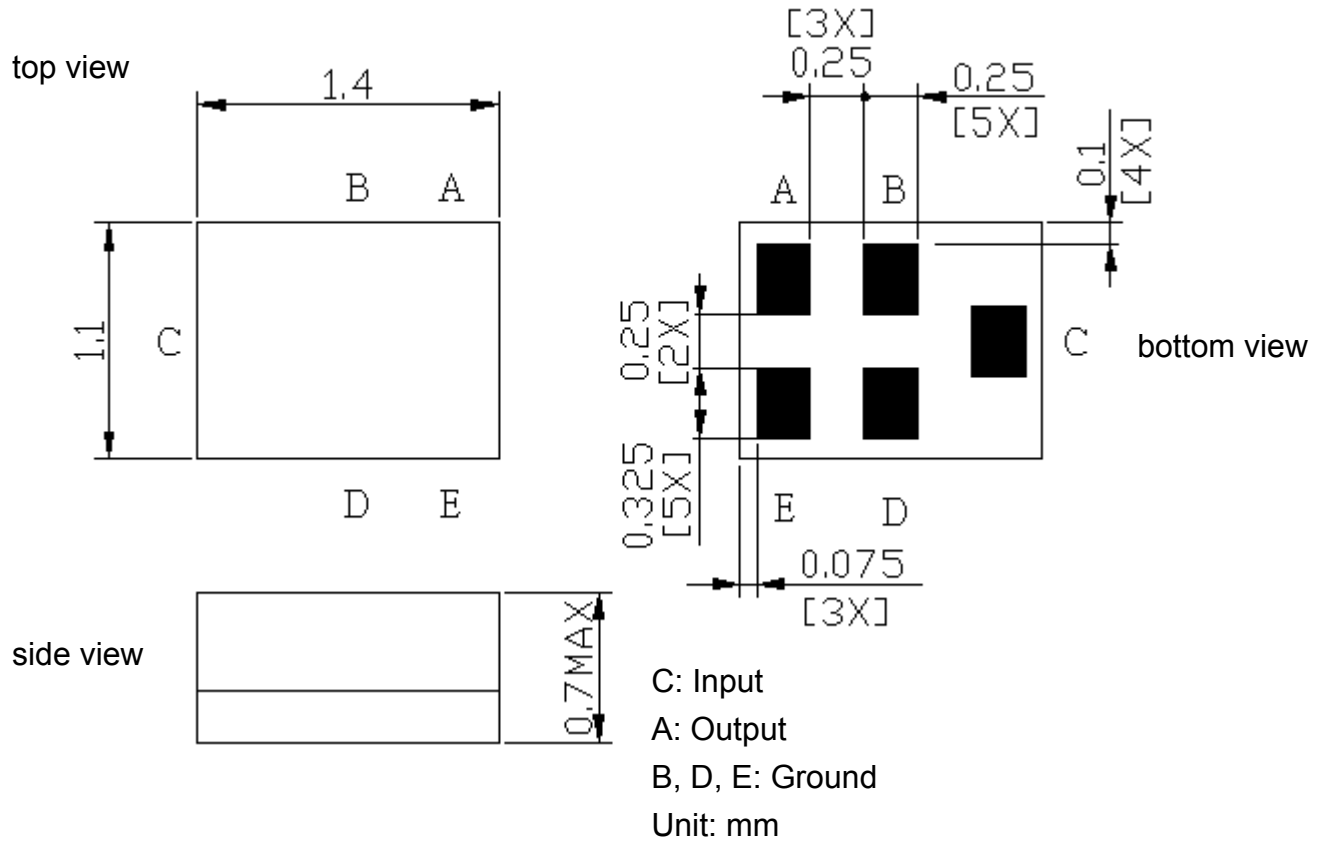 top view
1.4
B A
C
1.1
D E
side view
0.7MAX
[3X]
0.25
0.25
[5X]
0.1
[4X]
A B
C
bottom view
0.25
[2X]
0.325
[5X]
E D
0.075
[3X]
C: Input
A: Output
B, D, E: Ground
Unit: mm